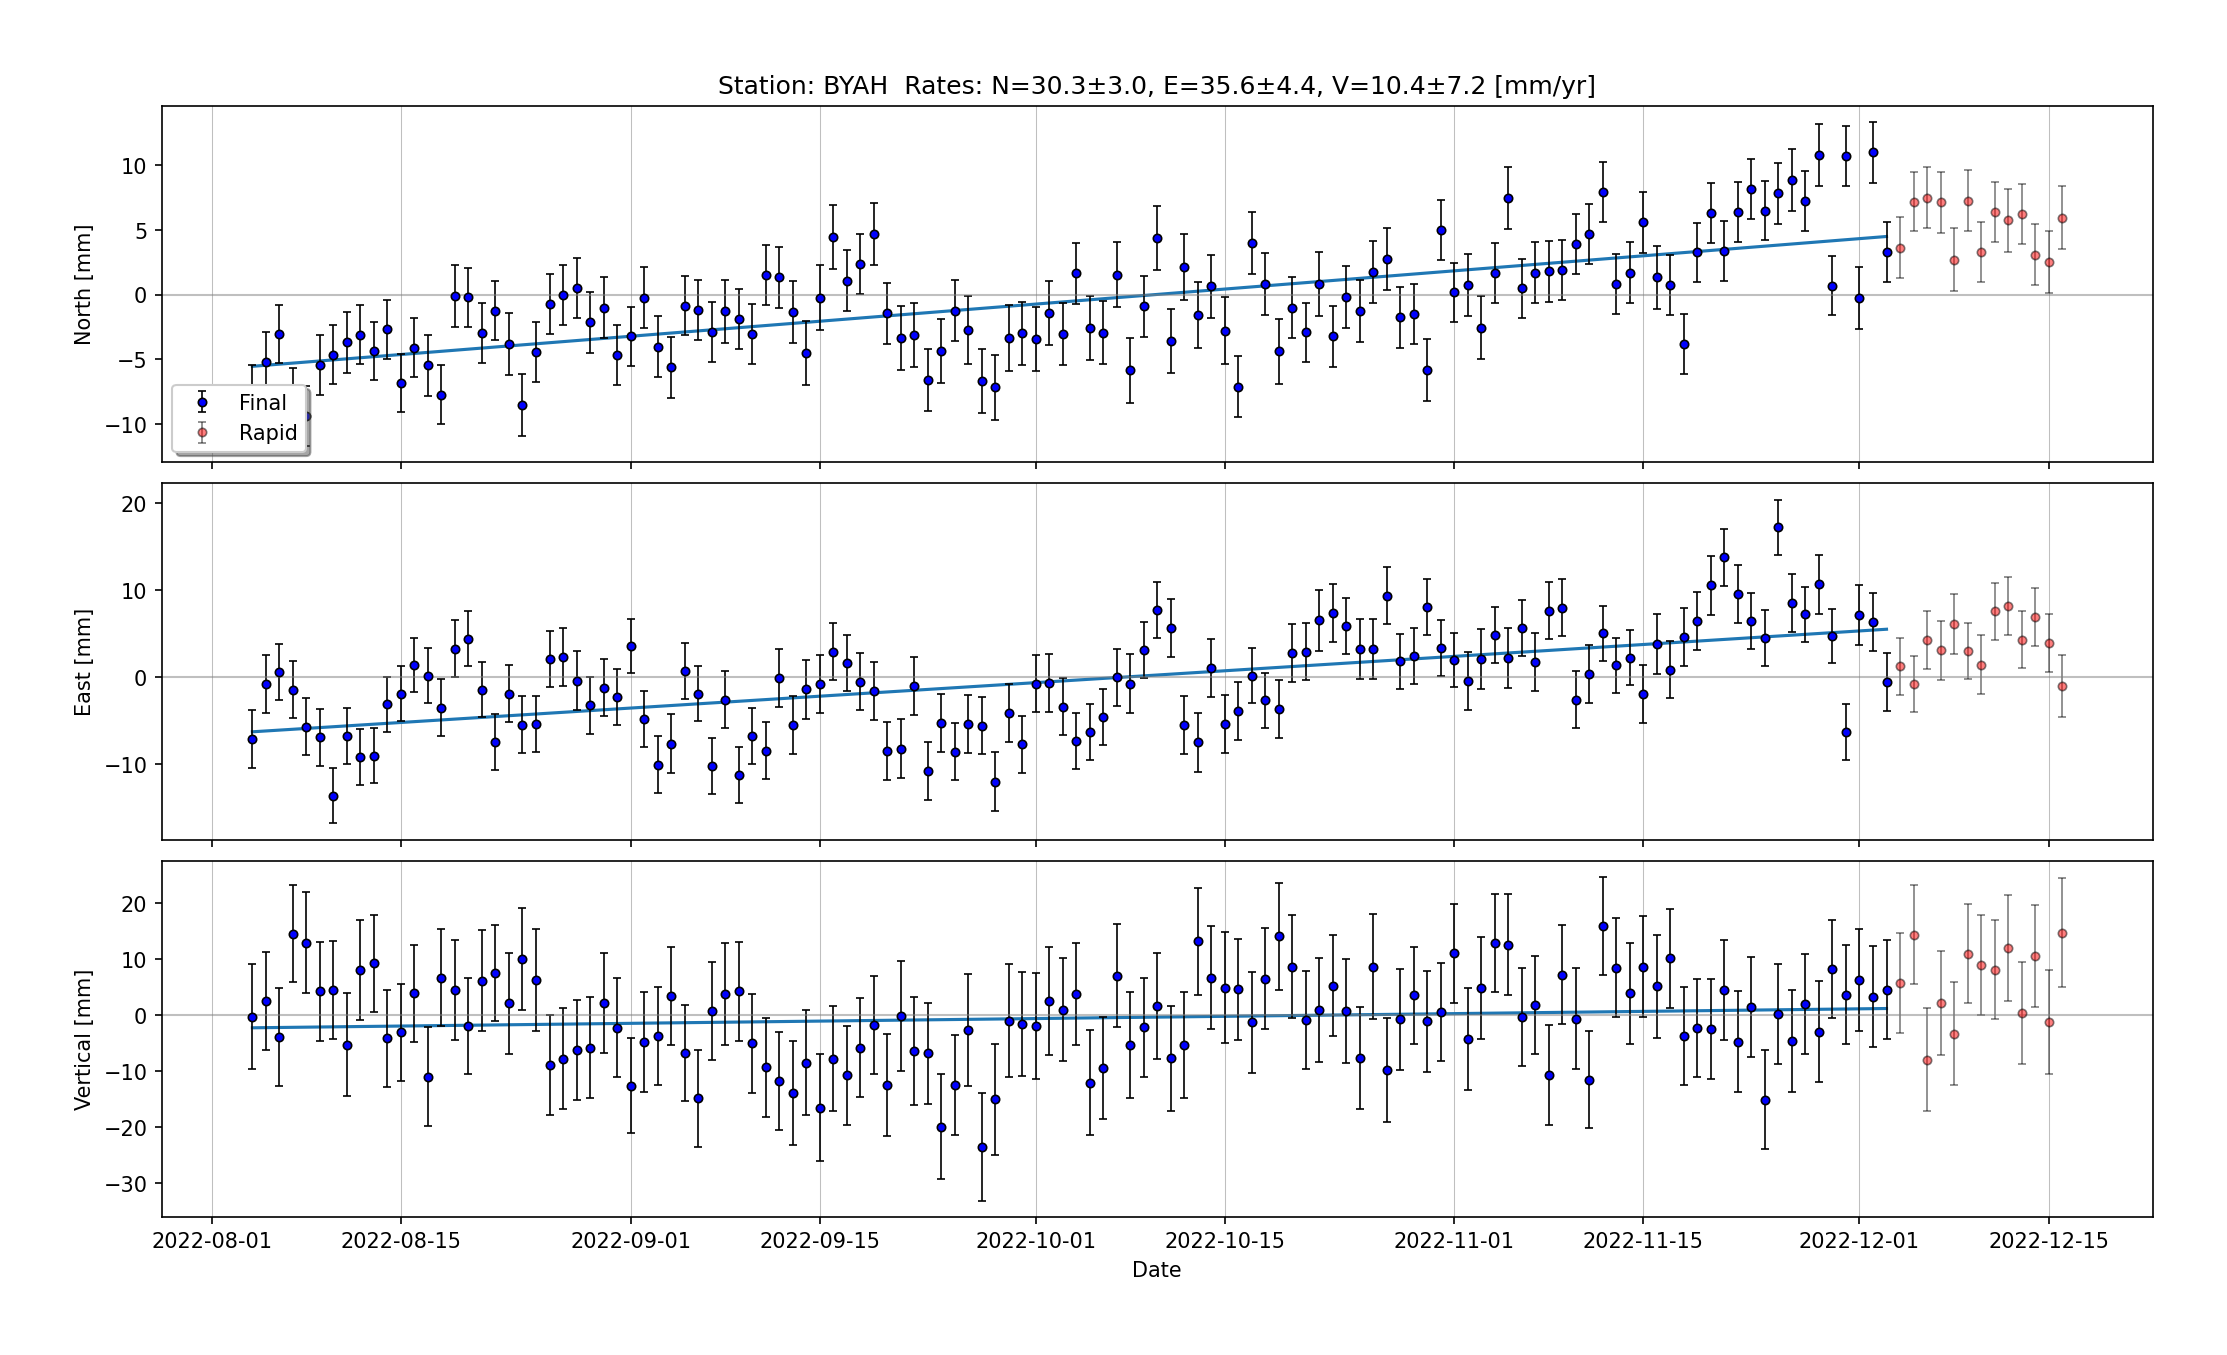 Station: BYAH  Rates: N=30.3±3.0, E=35.6±4.4, V=10.4±7.2 [mm/yr]
North [mm]
10
5
0
−5
−10
Final
Rapid
East [mm]
20
10
0
−10
Vertical [mm]
20
10
0
−10
−20
−30
2022-08-01 2022-08-15 2022-09-01 2022-09-15 2022-10-01 2022-10-15 2022-11-01 2022-11-15 2022-12-01 2022-12-15
Date